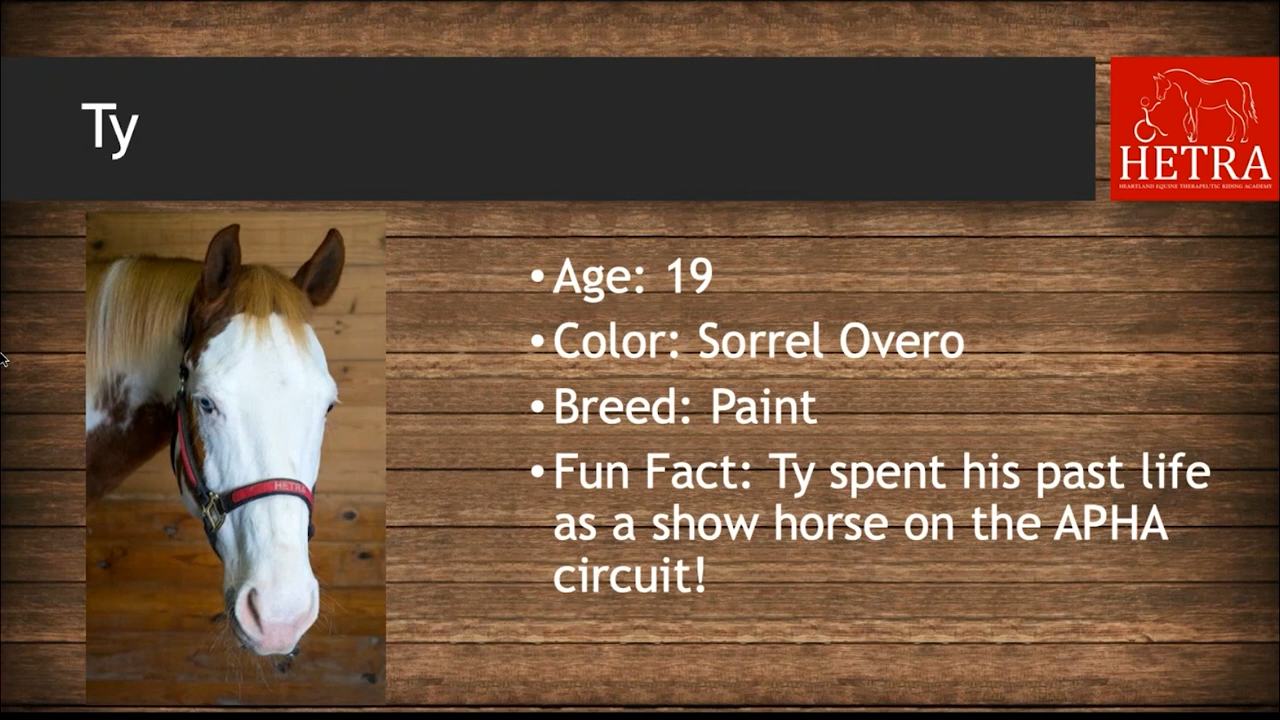 Ty
HETRA
HEARTLAND EQUINE THERAPEUTIC RIDING ACADEMY
• Age: 19
• Color: Sorrel Overo
• Breed: Paint
• Fun Fact: Ty spent his past life
as a show horse on the APHA
circuit!
HETRA